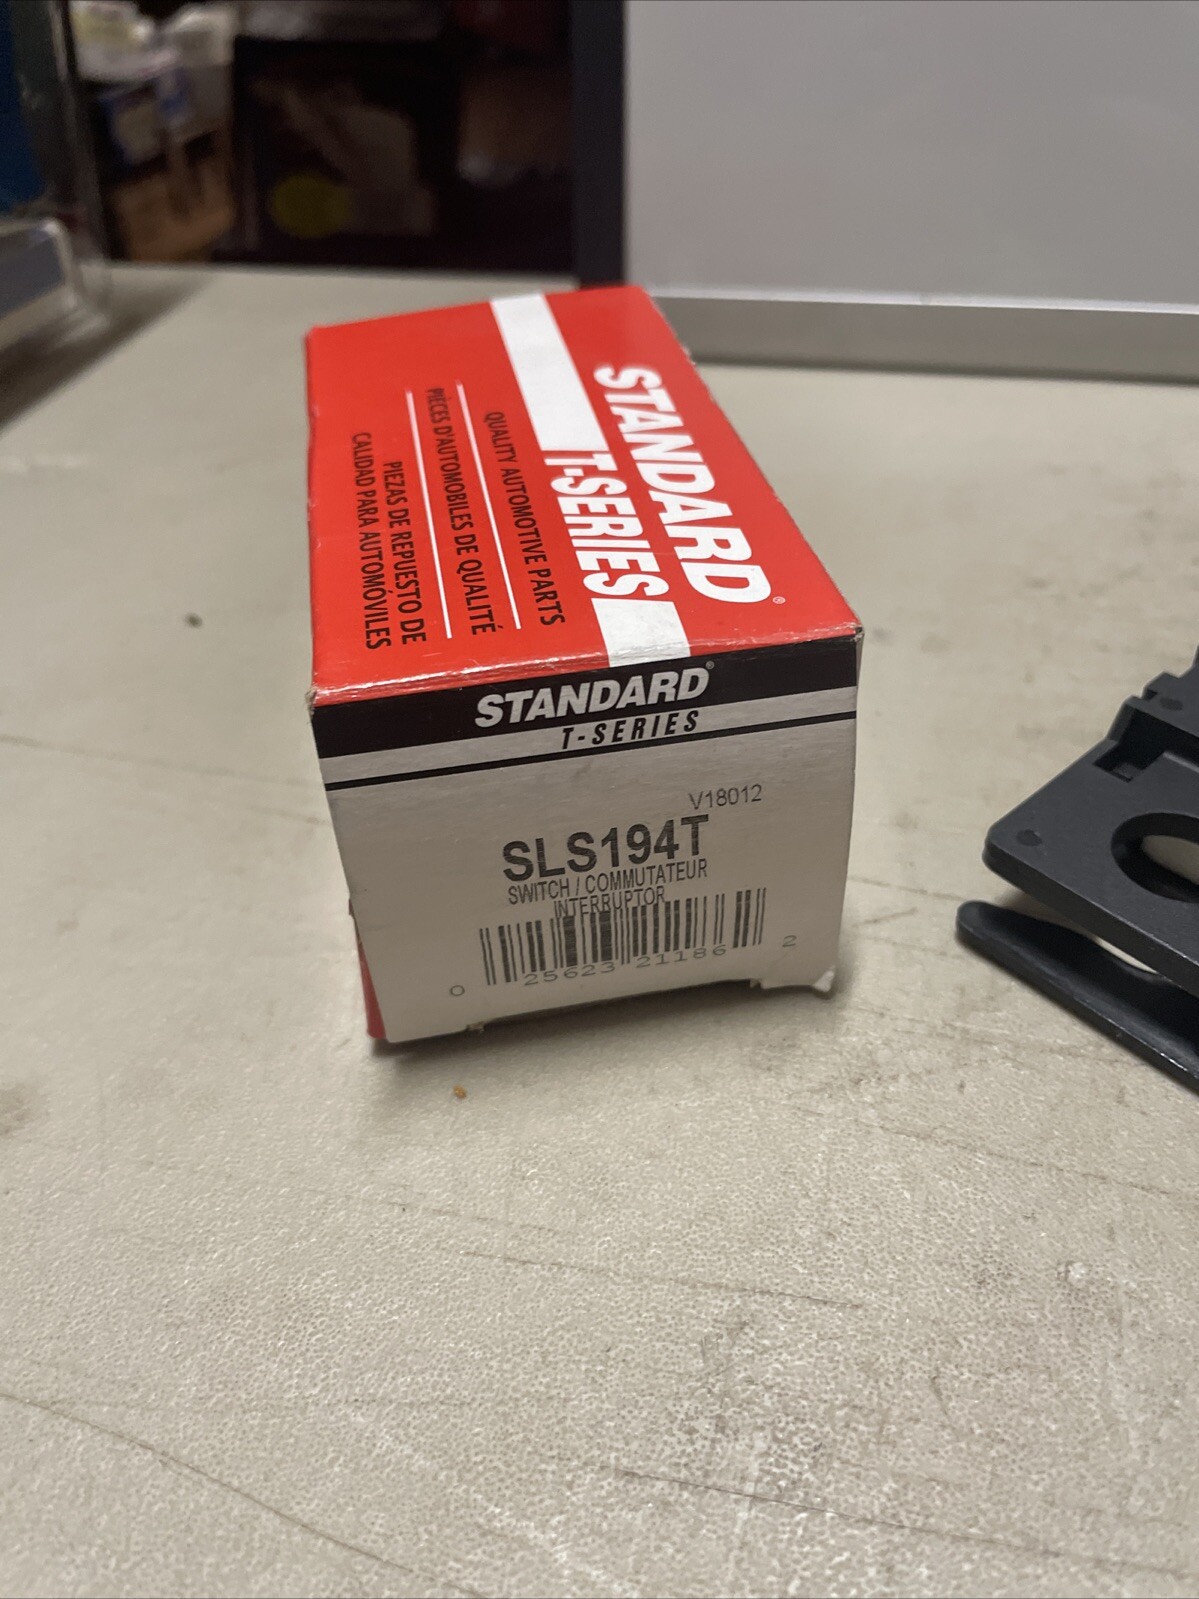 STANDARD®
T-SERIES
QUALITY AUTOMOTIVE PARTS
PIÈCES D'AUTOMOBILES DE QUALITÉ
PIEZAS DE REPUESTO DE
CALIDAD PARA AUTOMÓVILES
STANDARD®
T-SERIES
V18012
SLS194T
SWITCH / COMMUTATEUR
INTERRUPTOR
0 25623 21186 2